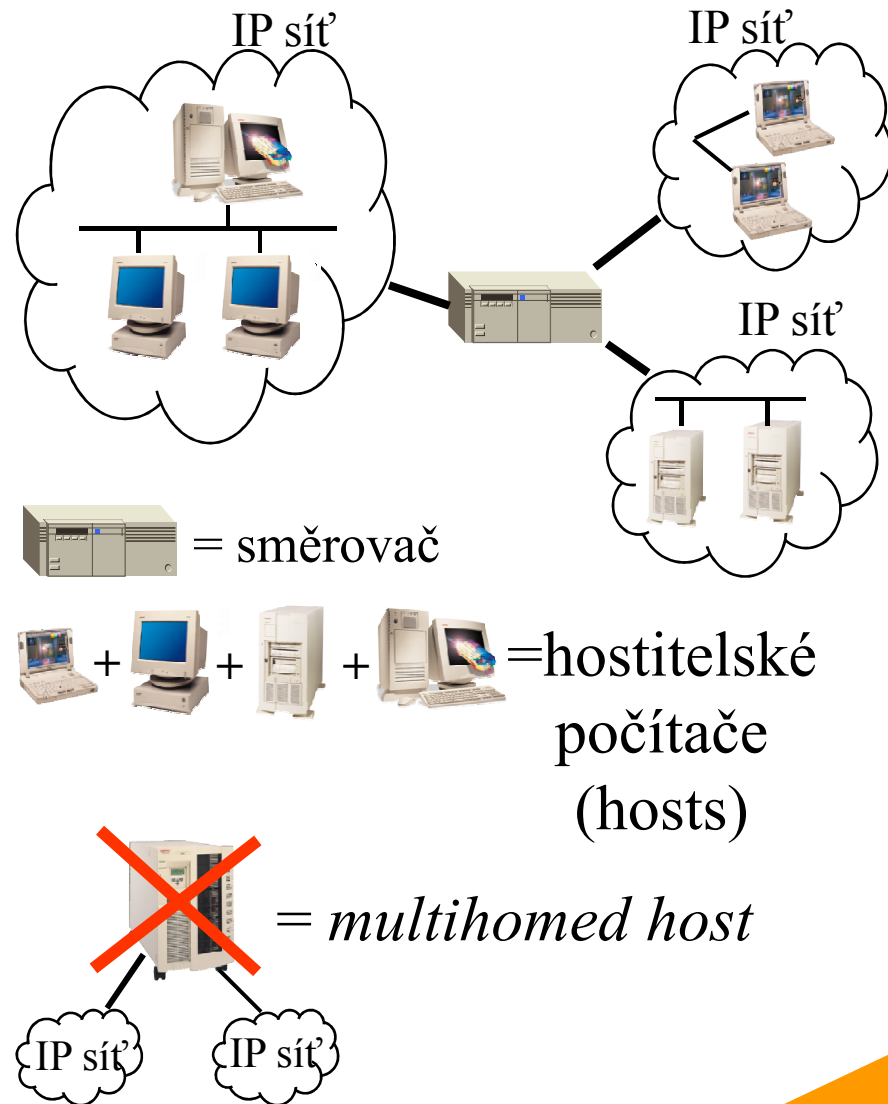 IP síť
IP síť
IP síť
= směrovač
+ + + =hostitelské
počítače
(hosts)
= multihomed host
IP síť
IP síť